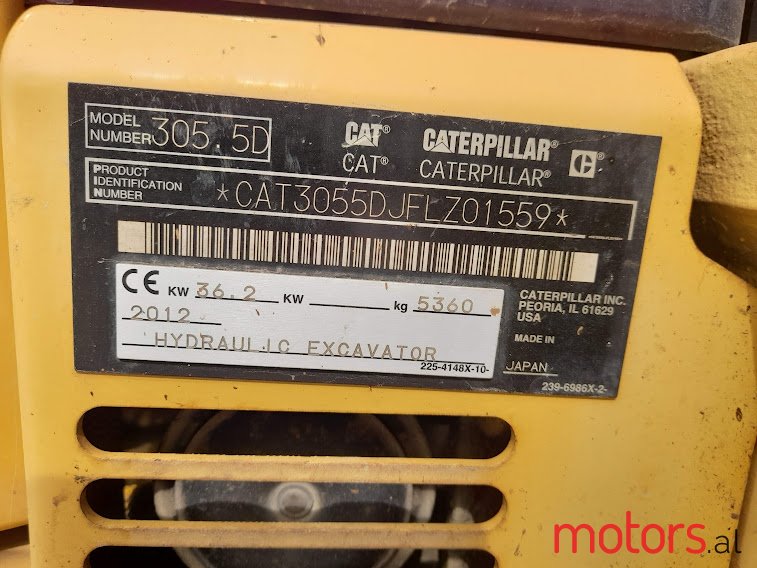 MODEL NUMBER 305.5D
CAT® CATERPILLAR® C
CAT® CATERPILLAR®
PRODUCT IDENTIFICATION NUMBER *CAT3055DJFLZ01559*
CE KW 36.2 KW kg 5360
2012
HYDRAULIC EXCAVATOR
225-4148X-10-
CATERPILLAR INC.
PEORIA, IL 61629
USA
MADE IN
JAPAN
239-6986X-2-
motors.al